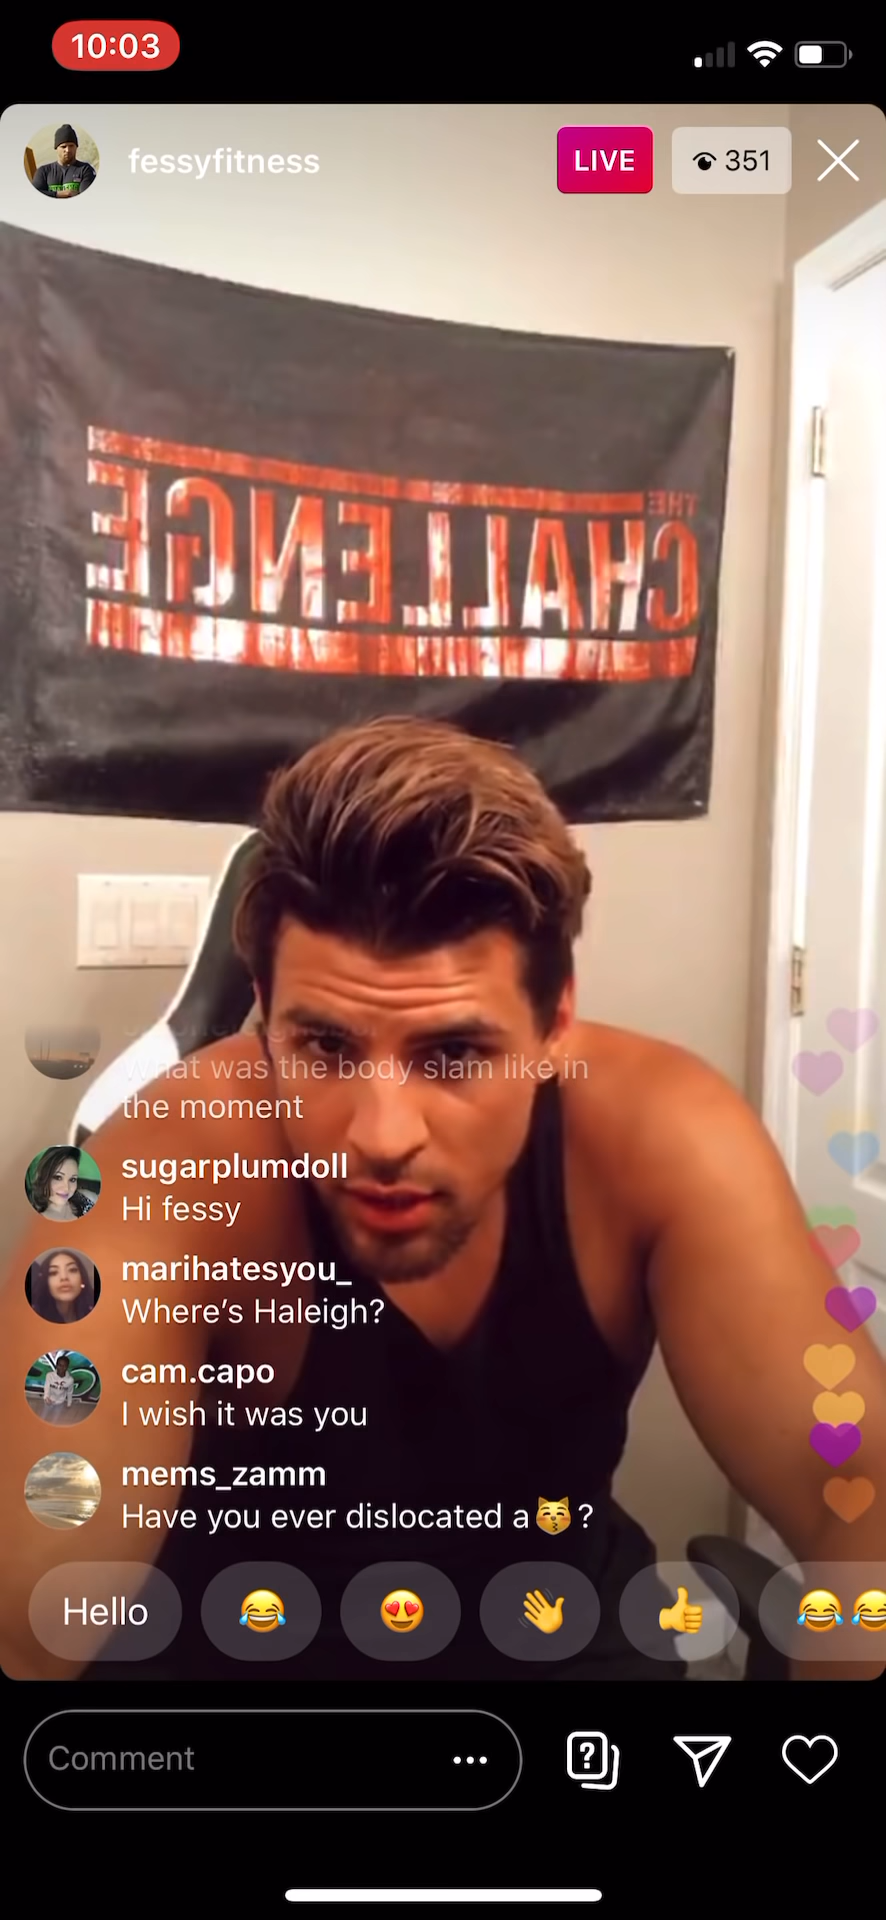 10:03
fessyfitness
LIVE
351
THE
CHALLENGE
What was the body slam like in
the moment
sugarplumdoll
Hi fessy
marihatesyou_
Where's Haleigh?
cam.capo
I wish it was you
mems_zamm
Have you ever dislocated a😽?
Hello 😂 😍 👋 👍 😂😂
Comment